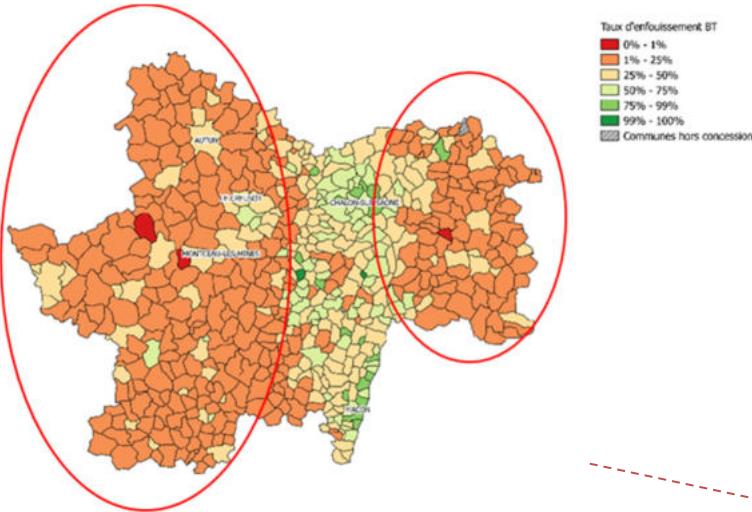 Taux d'enfouissement BT
0% - 1%
1% - 25%
25% - 50%
50% - 75%
75% - 99%
99% - 100%
Communes hors concession
AUTUN
LE CREUSOT
CHALON-SUR-SAONE
MONTCEAU-LES-MINES
MACON